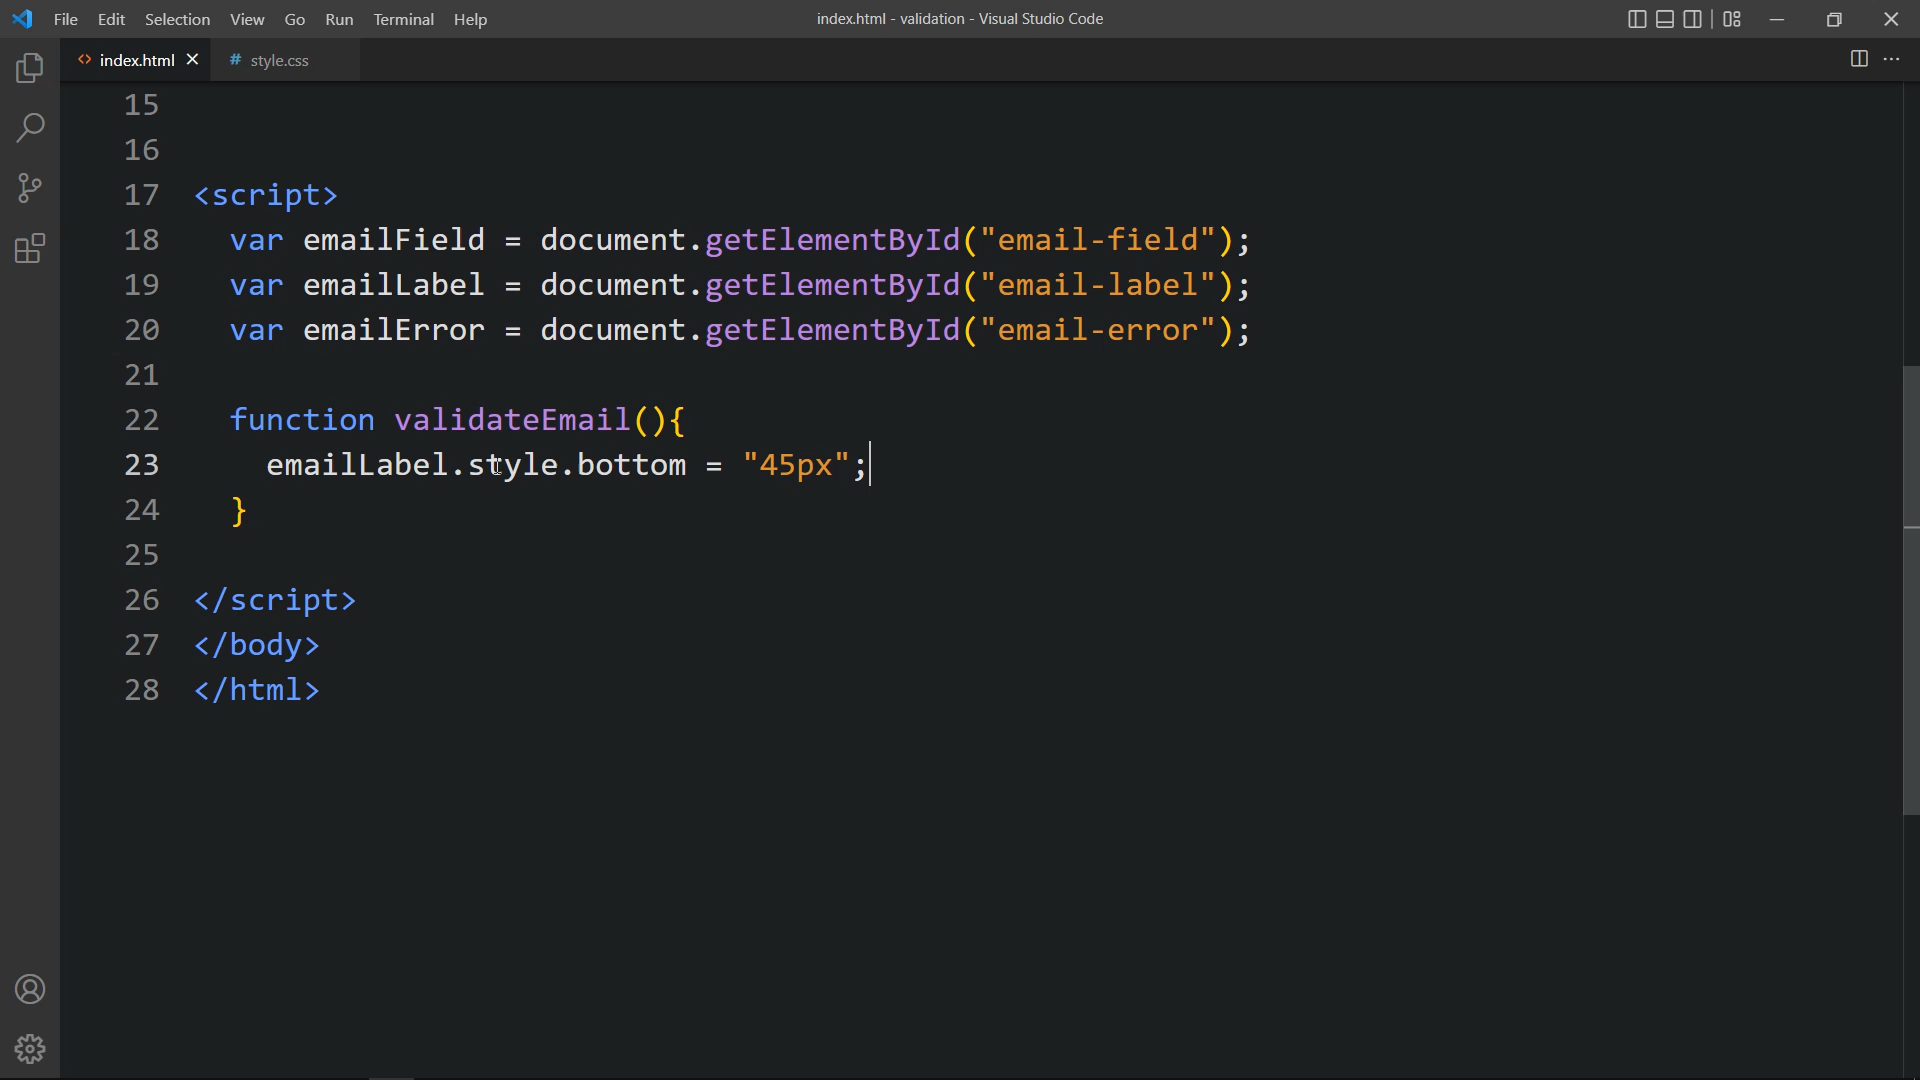 File Edit Selection View Go Run Terminal Help index.html - validation - Visual Studio Code
<> index.html # style.css
15
16
17 <script>
18 var emailField = document.getElementById("email-field");
19 var emailLabel = document.getElementById("email-label");
20 var emailError = document.getElementById("email-error");
21
22 function validateEmail(){
23 emailLabel.style.bottom = "45px";
24 }
25
26 </script>
27 </body>
28 </html>